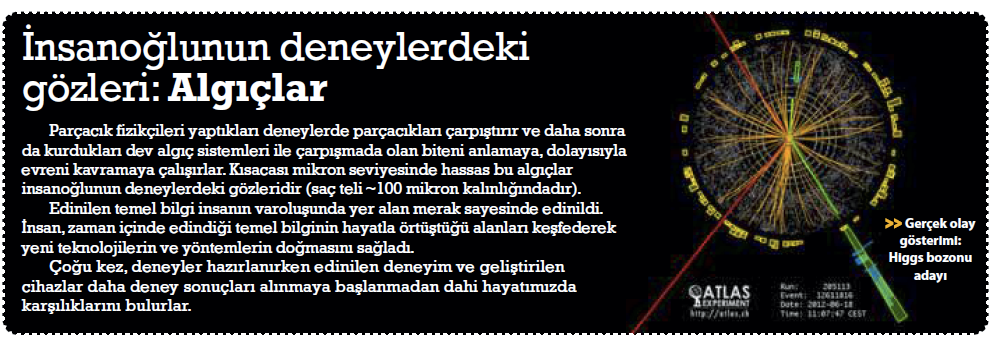 İnsanoğlunun deneylerdeki
gözleri: Algıçlar
Parçacık fizikçileri yaptıkları deneylerde parçacıkları çarpıştırır ve daha sonra
da kurdukları dev algıç sistemleri ile çarpışmada olan biteni anlamaya, dolayısıyla
evreni kavramaya çalışırlar. Kısacası mikron seviyesinde hassas bu algıçlar
insanoğlunun deneylerdeki gözleridir (saç teli ~100 mikron kalınlığındadır).
Edinilen temel bilgi insanın varoluşunda yer alan merak sayesinde edinildi.
İnsan, zaman içinde edindiği temel bilginin hayatla örtüştüğü alanları keşfederek
yeni teknolojilerin ve yöntemlerin doğmasını sağladı.
Çoğu kez, deneyler hazırlanırken edinilen deneyim ve geliştirilen
cihazlar daha deney sonuçları alınmaya başlanmadan dahi hayatımızda
karşılıklarını bulurlar.
>> Gerçek olay
gösterimi:
Higgs bozonu
adayı
ATLAS
EXPERIMENT
http://atlas.ch
Run: 205113
Event: 12611816
Date: 2012-06-18
Time: 11:07:47 CEST